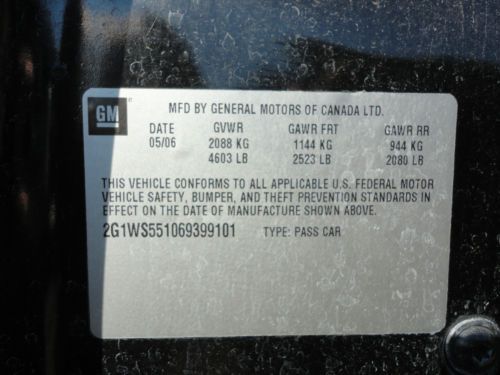 GM MFD BY GENERAL MOTORS OF CANADA LTD.
DATE GVWR GAWR FRT GAWR RR
05/06 2088 KG 1144 KG 944 KG
4603 LB 2523 LB 2080 LB
THIS VEHICLE CONFORMS TO ALL APPLICABLE U.S. FEDERAL MOTOR
VEHICLE SAFETY, BUMPER, AND THEFT PREVENTION STANDARDS IN
EFFECT ON THE DATE OF MANUFACTURE SHOWN ABOVE.
2G1WS551069399101 TYPE: PASS CAR